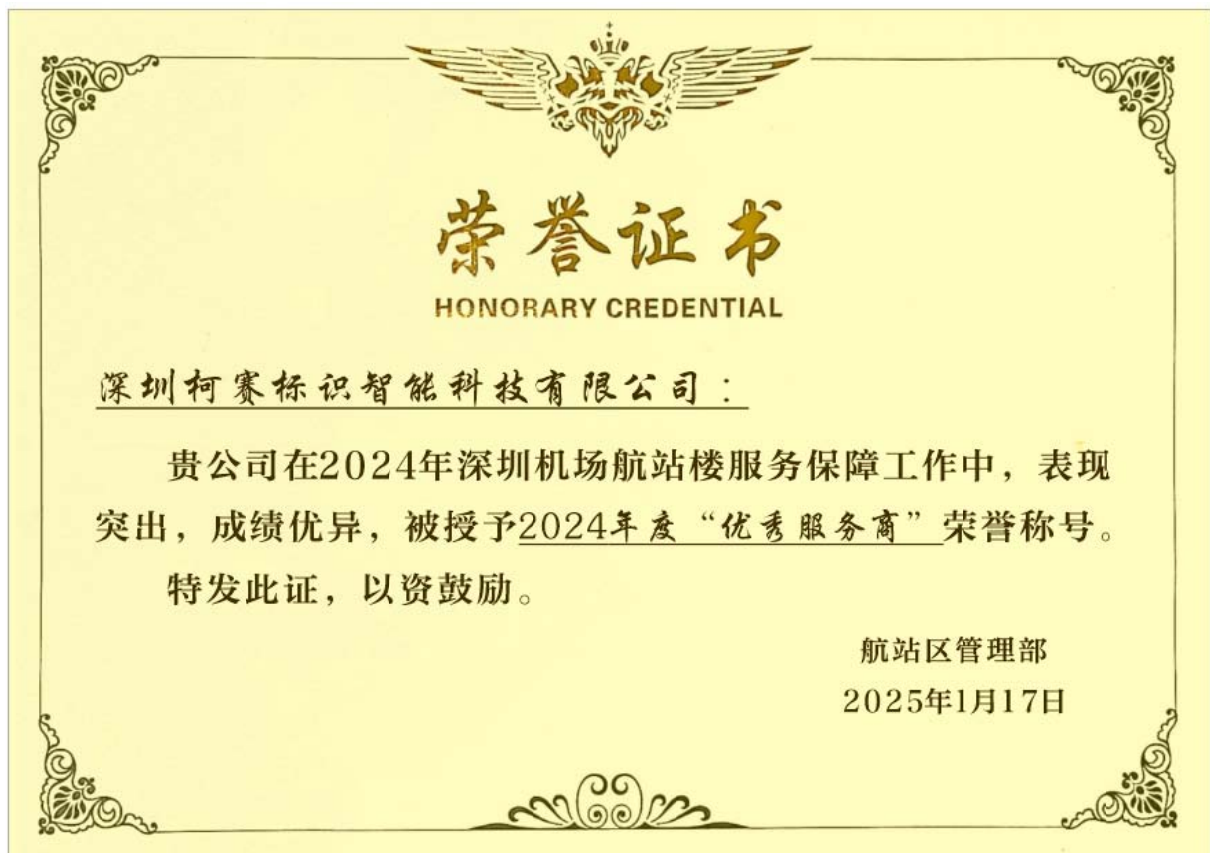 荣誉证书
HONORARY CREDENTIAL
深圳柯赛标识智能科技有限公司：
贵公司在2024年深圳机场航站楼服务保障工作中，表现
突出，成绩优异，被授予2024年度“优秀服务商”荣誉称号。
特发此证，以资鼓励。
航站区管理部
2025年1月17日